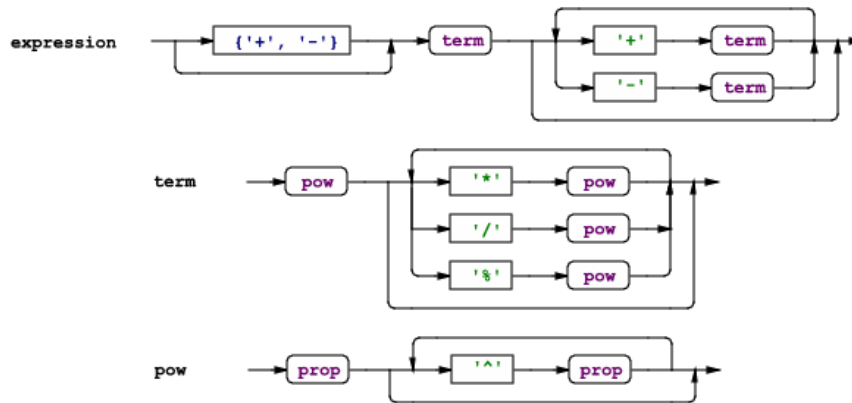 expression {'+', '-'} term '+' term
'-' term
term pow '*' pow
'/' pow
'%' pow
pow prop '^' prop